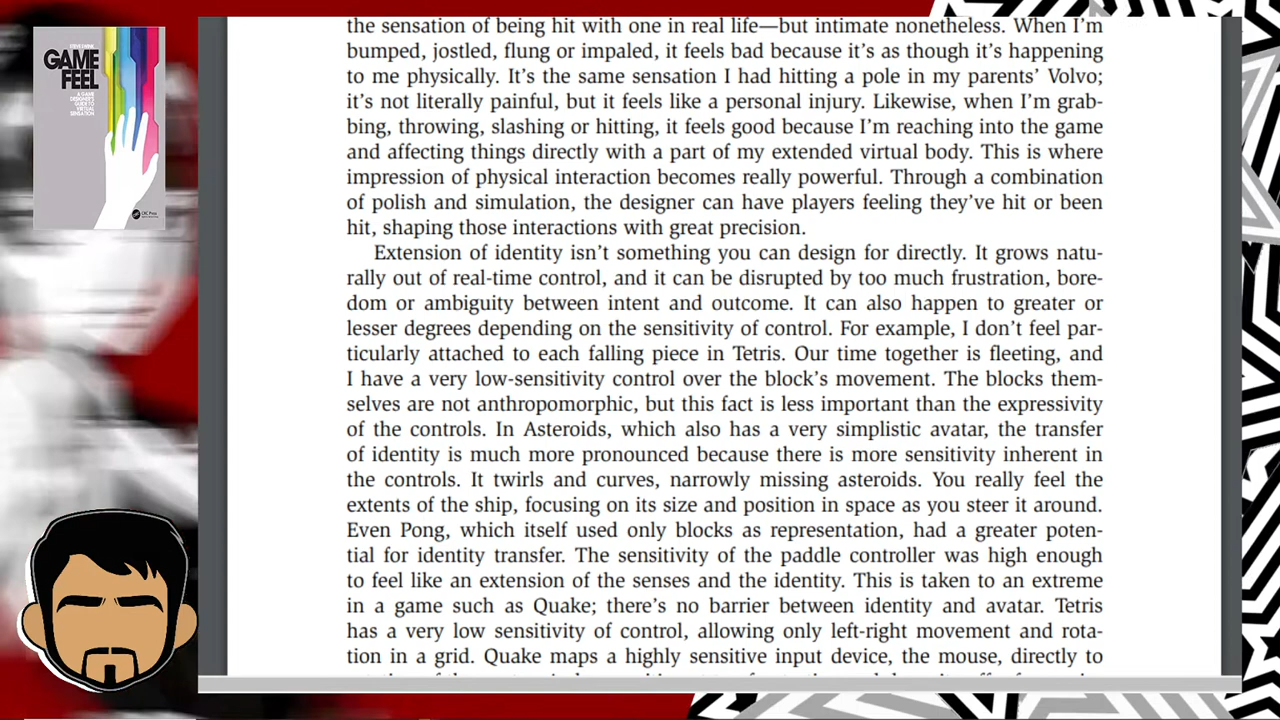 STEVE SWINK
GAME
FEEL
A GAME
DESIGNER'S
GUIDE TO
VIRTUAL
SENSATION
CRC Press
the sensation of being hit with one in real life—but intimate nonetheless. When I'm
bumped, jostled, flung or impaled, it feels bad because it's as though it's happening
to me physically. It's the same sensation I had hitting a pole in my parents' Volvo;
it's not literally painful, but it feels like a personal injury. Likewise, when I'm grab-
bing, throwing, slashing or hitting, it feels good because I'm reaching into the game
and affecting things directly with a part of my extended virtual body. This is where
impression of physical interaction becomes really powerful. Through a combination
of polish and simulation, the designer can have players feeling they've hit or been
hit, shaping those interactions with great precision.
Extension of identity isn't something you can design for directly. It grows natu-
rally out of real-time control, and it can be disrupted by too much frustration, bore-
dom or ambiguity between intent and outcome. It can also happen to greater or
lesser degrees depending on the sensitivity of control. For example, I don't feel par-
ticularly attached to each falling piece in Tetris. Our time together is fleeting, and
I have a very low-sensitivity control over the block's movement. The blocks them-
selves are not anthropomorphic, but this fact is less important than the expressivity
of the controls. In Asteroids, which also has a very simplistic avatar, the transfer
of identity is much more pronounced because there is more sensitivity inherent in
the controls. It twirls and curves, narrowly missing asteroids. You really feel the
extents of the ship, focusing on its size and position in space as you steer it around.
Even Pong, which itself used only blocks as representation, had a greater poten-
tial for identity transfer. The sensitivity of the paddle controller was high enough
to feel like an extension of the senses and the identity. This is taken to an extreme
in a game such as Quake; there's no barrier between identity and avatar. Tetris
has a very low sensitivity of control, allowing only left-right movement and rota-
tion in a grid. Quake maps a highly sensitive input device, the mouse, directly to